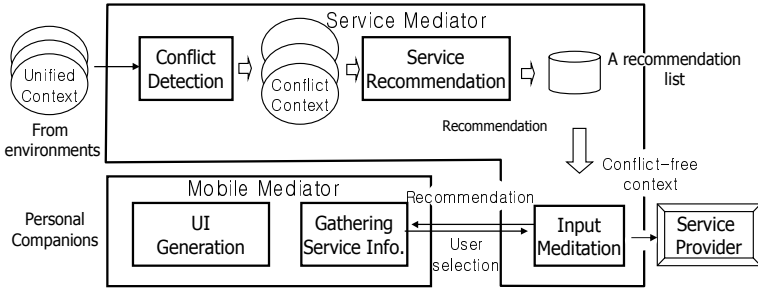 Service Mediator
Unified
Context
From
environments
Conflict
Detection
Conflict
Context
Service
Recommendation
A recommendation
list
Recommendation
Conflict-free
context
Mobile Mediator
Personal
Companions
UI
Generation
Gathering
Service Info.
Recommendation
User
selection
Input
Meditation
Service
Provider